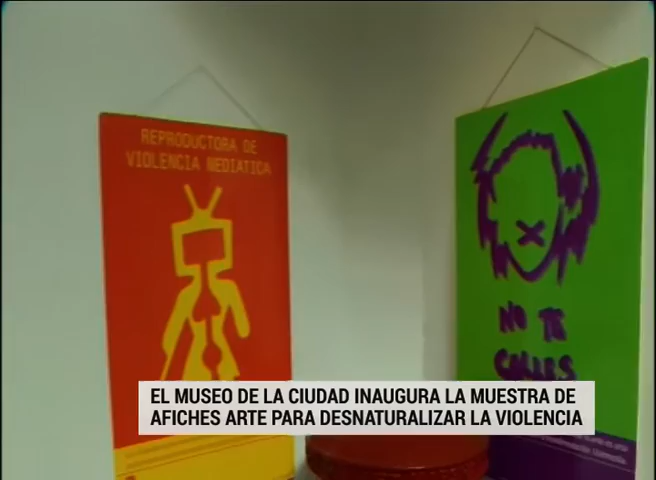 REPRODUCTORA DE
VIOLENCIA MEDIATICA
NO TE
CALLES
EL MUSEO DE LA CIUDAD INAUGURA LA MUESTRA DE
AFICHES ARTE PARA DESNATURALIZAR LA VIOLENCIA